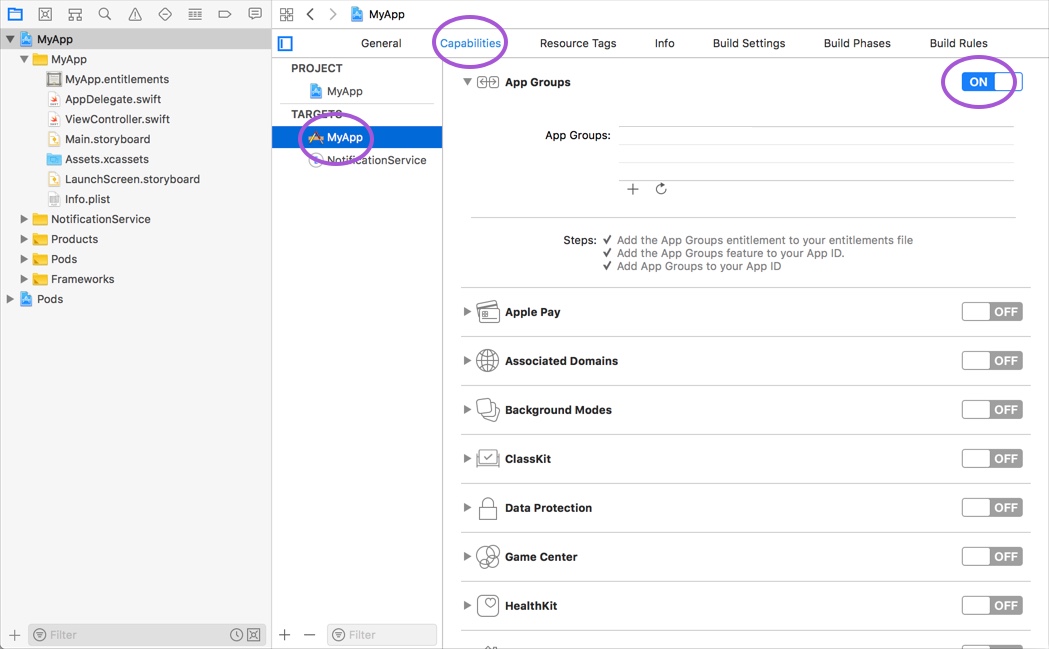 MyApp
MyApp
MyApp.entitlements
AppDelegate.swift
ViewController.swift
Main.storyboard
Assets.xcassets
LaunchScreen.storyboard
Info.plist
NotificationService
Products
Pods
Frameworks
Pods
Filter
MyApp
General
Capabilities
Resource Tags
Info
Build Settings
Build Phases
Build Rules
PROJECT
MyApp
TARGETS
MyApp
NotificationService
Filter
App Groups
ON
App Groups:
Steps: ✓ Add the App Groups entitlement to your entitlements file
✓ Add the App Groups feature to your App ID.
✓ Add App Groups to your App ID
Apple Pay
OFF
Associated Domains
OFF
Background Modes
OFF
ClassKit
OFF
Data Protection
OFF
Game Center
OFF
HealthKit
OFF